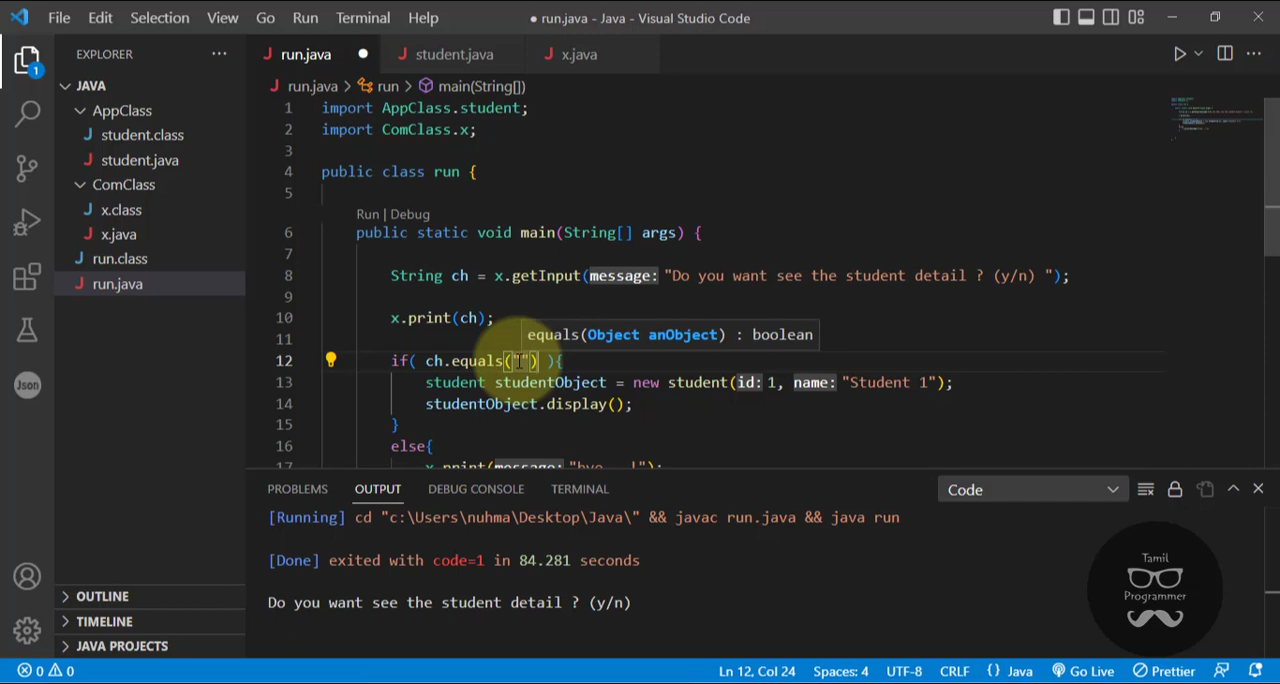 File Edit Selection View Go Run Terminal Help
● run.java - Java - Visual Studio Code
EXPLORER ···
run.java
student.java
x.java
1
JAVA
run.java > run > main(String[])
AppClass
student.class
student.java
ComClass
x.class
x.java
run.class
run.java
1 import AppClass.student;
2 import ComClass.x;
3
4 public class run {
5
Run | Debug
6 public static void main(String[] args) {
7
8 String ch = x.getInput(message: "Do you want see the student detail ? (y/n) ");
9
10 x.print(ch);
equals(Object anObject) : boolean
11
12 if( ch.equals("") ){
13 student studentObject = new student(id: 1, name: "Student 1");
14 studentObject.display();
15 }
16 else{
Json
PROBLEMS OUTPUT DEBUG CONSOLE TERMINAL
Code
[Running] cd "c:\Users\nuhma\Desktop\Java\" && javac run.java && java run
[Done] exited with code=1 in 84.281 seconds
Do you want see the student detail ? (y/n)
Tamil
Programmer
OUTLINE
TIMELINE
JAVA PROJECTS
0 0
Ln 12, Col 24 Spaces: 4 UTF-8 CRLF {} Java Go Live Prettier